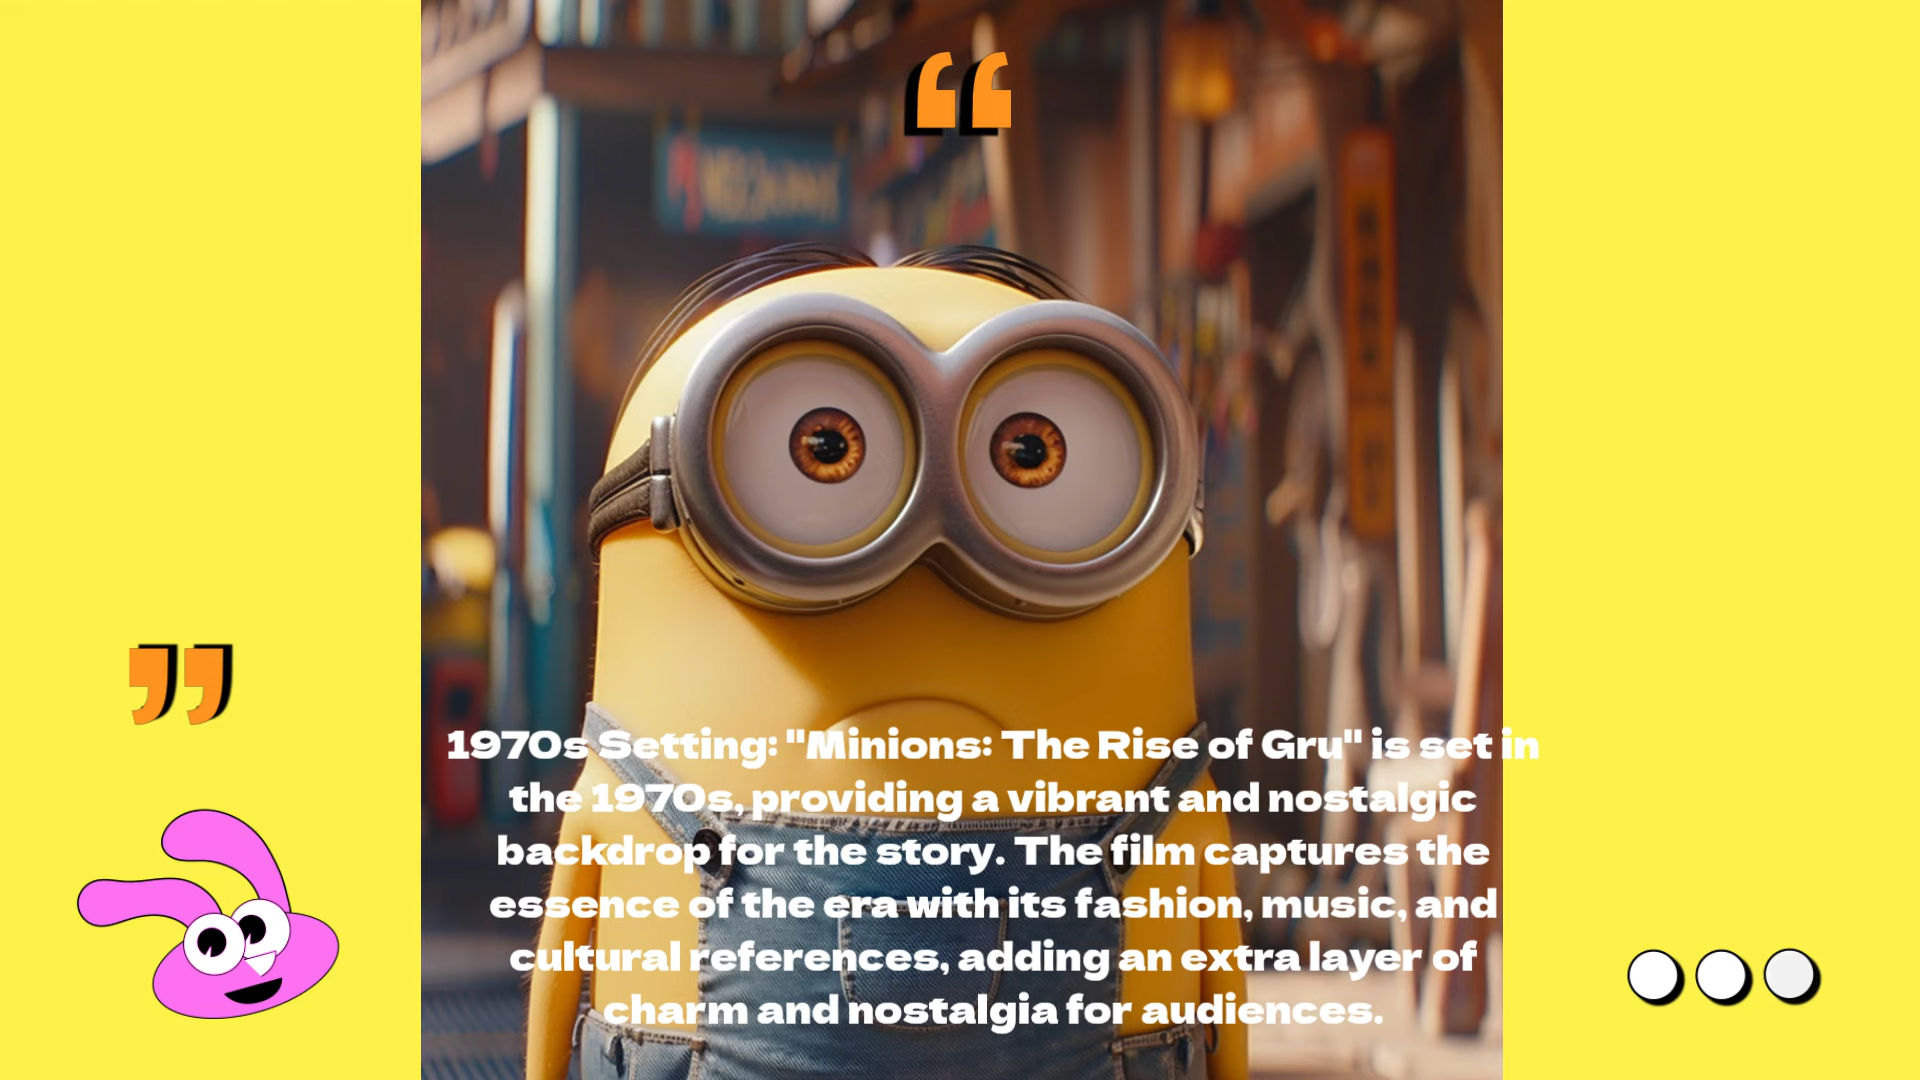 1970s Setting: "Minions: The Rise of Gru" is set in
the 1970s, providing a vibrant and nostalgic
backdrop for the story. The film captures the
essence of the era with its fashion, music, and
cultural references, adding an extra layer of
charm and nostalgia for audiences.